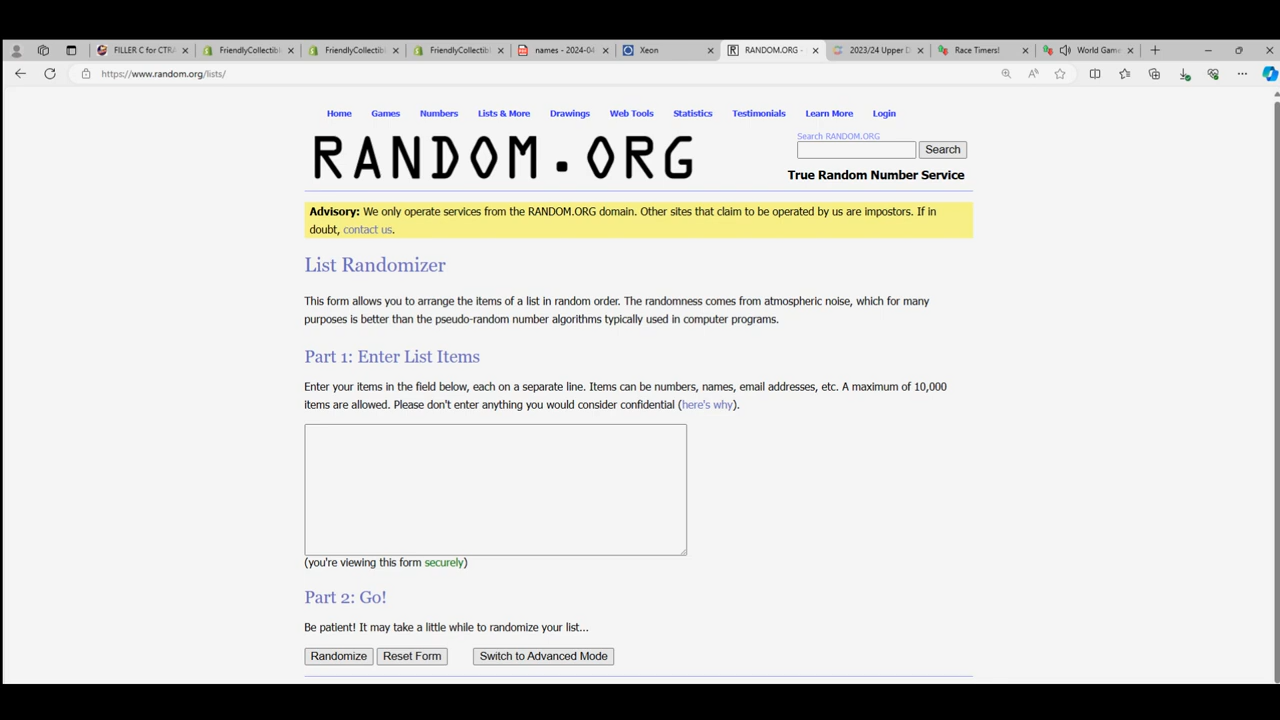 FILLER C for CTRA
FriendlyCollectibl
FriendlyCollectibl
FriendlyCollectibl
names - 2024-04
Xeon
RANDOM.ORG -
2023/24 Upper D
Race Timers!
World Game
https://www.random.org/lists/
Home Games Numbers Lists & More Drawings Web Tools Statistics Testimonials Learn More Login
RANDOM.ORG
Search RANDOM.ORG
Search
True Random Number Service
Advisory: We only operate services from the RANDOM.ORG domain. Other sites that claim to be operated by us are impostors. If in
doubt, contact us.
List Randomizer
This form allows you to arrange the items of a list in random order. The randomness comes from atmospheric noise, which for many
purposes is better than the pseudo-random number algorithms typically used in computer programs.
Part 1: Enter List Items
Enter your items in the field below, each on a separate line. Items can be numbers, names, email addresses, etc. A maximum of 10,000
items are allowed. Please don't enter anything you would consider confidential (here's why).
(you're viewing this form securely)
Part 2: Go!
Be patient! It may take a little while to randomize your list...
Randomize Reset Form Switch to Advanced Mode